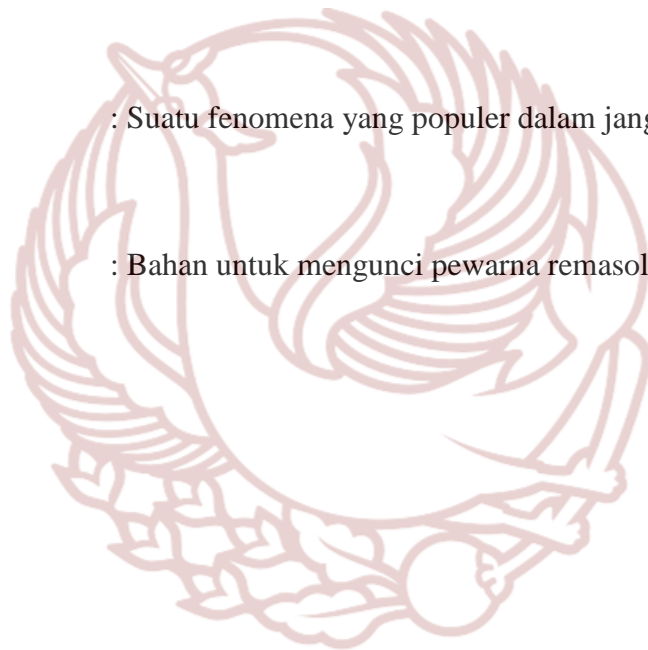 : Suatu fenomena yang populer dalam jang
: Bahan untuk mengunci pewarna remasol